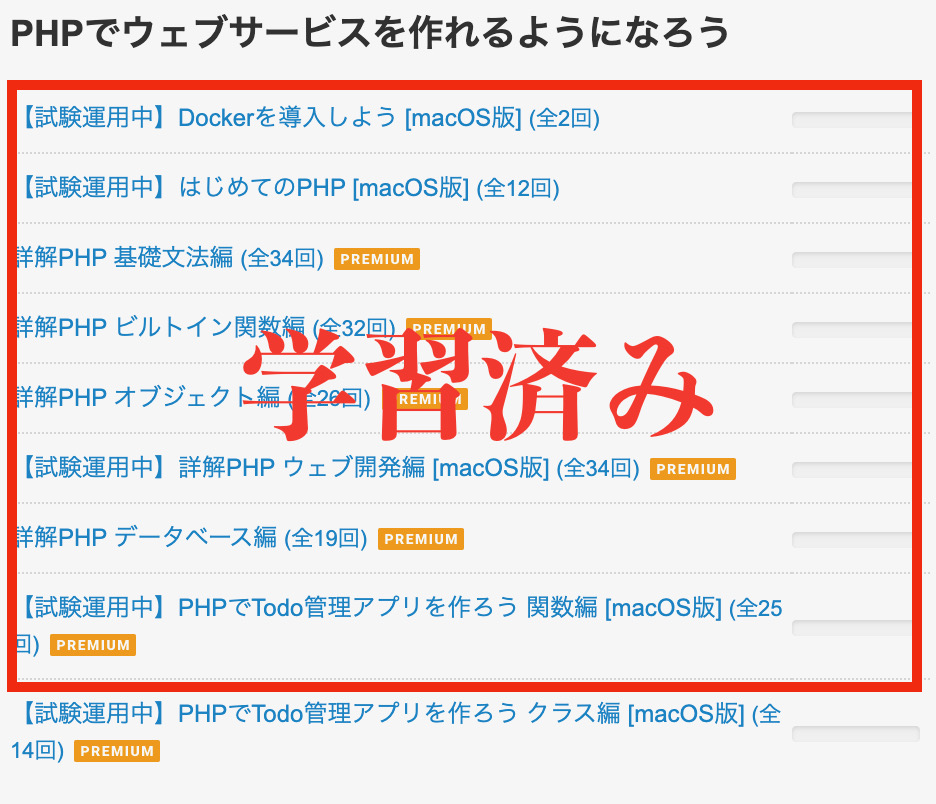 PHPでウェブサービスを作れるようになろう
【試験運用中】Dockerを導入しよう [macOS版] (全2回)
【試験運用中】はじめてのPHP [macOS版] (全12回)
詳解PHP 基礎文法編 (全34回) PREMIUM
詳解PHP ビルトイン関数編 (全32回) PREMIUM
学習済み
詳解PHP オブジェクト編 (全26回) PREMIUM
【試験運用中】詳解PHP ウェブ開発編 [macOS版] (全34回) PREMIUM
詳解PHP データベース編 (全19回) PREMIUM
【試験運用中】PHPでTodo管理アプリを作ろう 関数編 [macOS版] (全25
回) PREMIUM
【試験運用中】PHPでTodo管理アプリを作ろう クラス編 [macOS版] (全
14回) PREMIUM